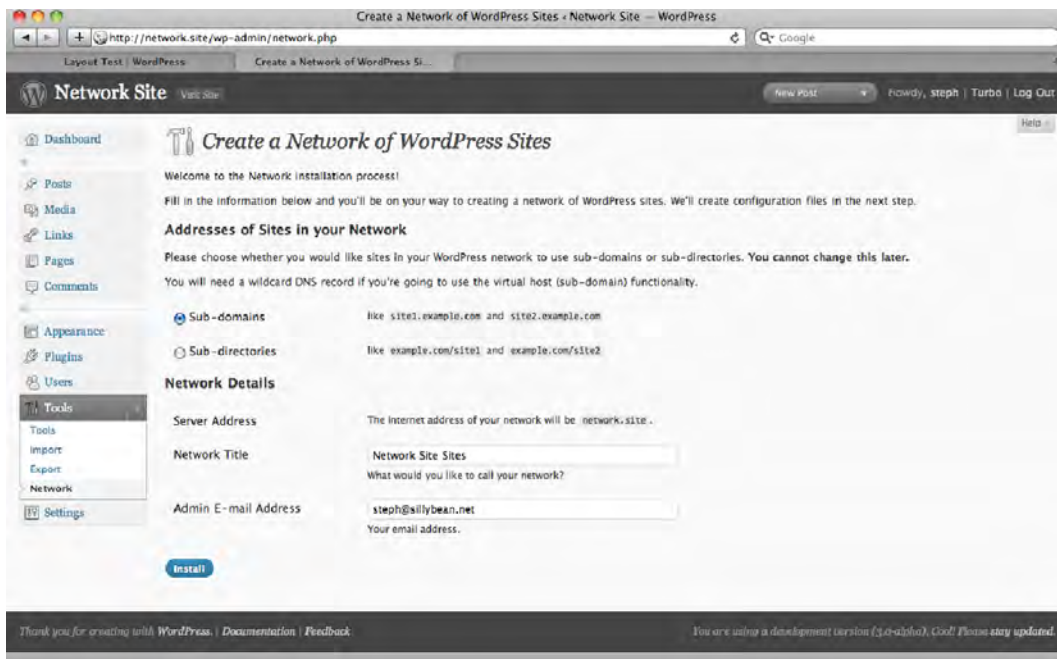 Create a Network of WordPress Sites ‹ Network Site — WordPress
http://network.site/wp-admin/network.php
Google
Layout Test | WordPress
Create a Network of WordPress Si...
Network Site Visit Site
New Post
Howdy, steph | Turbo | Log Out
Help
Dashboard
Posts
Media
Links
Pages
Comments
Appearance
Plugins
Users
Tools
Tools
Import
Export
Network
Settings
Create a Network of WordPress Sites
Welcome to the Network installation process!
Fill in the information below and you'll be on your way to creating a network of WordPress sites. We'll create configuration files in the next step.
Addresses of Sites in your Network
Please choose whether you would like sites in your WordPress network to use sub-domains or sub-directories. You cannot change this later.
You will need a wildcard DNS record if you're going to use the virtual host (sub-domain) functionality.
Sub-domains like site1.example.com and site2.example.com
Sub-directories like example.com/site1 and example.com/site2
Network Details
Server Address The internet address of your network will be network.site.
Network Title Network Site Sites
What would you like to call your network?
Admin E-mail Address steph@sillybean.net
Your email address.
Install
Thank you for creating with WordPress. | Documentation | Feedback
You are using a development version (3.0-alpha). Cool! Please stay updated.